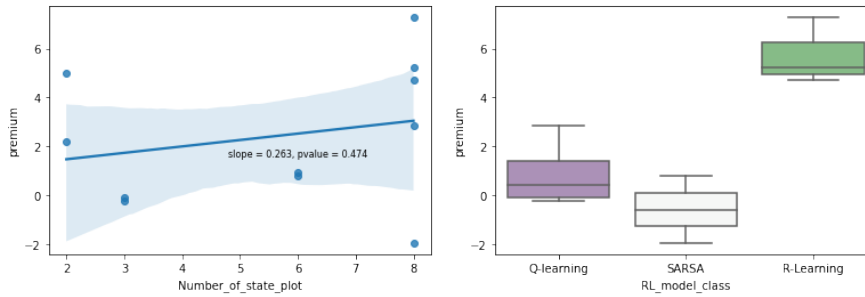 premium
6
4
2
0
−2
slope = 0.263, pvalue = 0.474
2 3 4 5 6 7 8
Number_of_state_plot
premium
6
4
2
0
−2
Q-learning SARSA R-Learning
RL_model_class